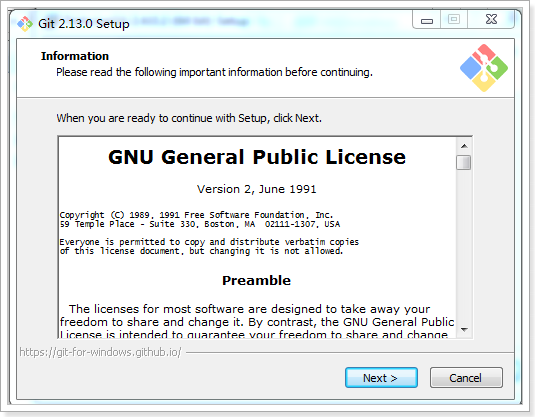 Git 2.13.0 Setup
Information
Please read the following important information before continuing.
When you are ready to continue with Setup, click Next.
GNU General Public License
Version 2, June 1991
Copyright (C) 1989, 1991 Free Software Foundation, Inc.
59 Temple Place - Suite 330, Boston, MA  02111-1307, USA
Everyone is permitted to copy and distribute verbatim copies
of this license document, but changing it is not allowed.
Preamble
The licenses for most software are designed to take away your
freedom to share and change it. By contrast, the GNU General Public
License is intended to guarantee your freedom to share and change
https://git-for-windows.github.io/
Next >
Cancel